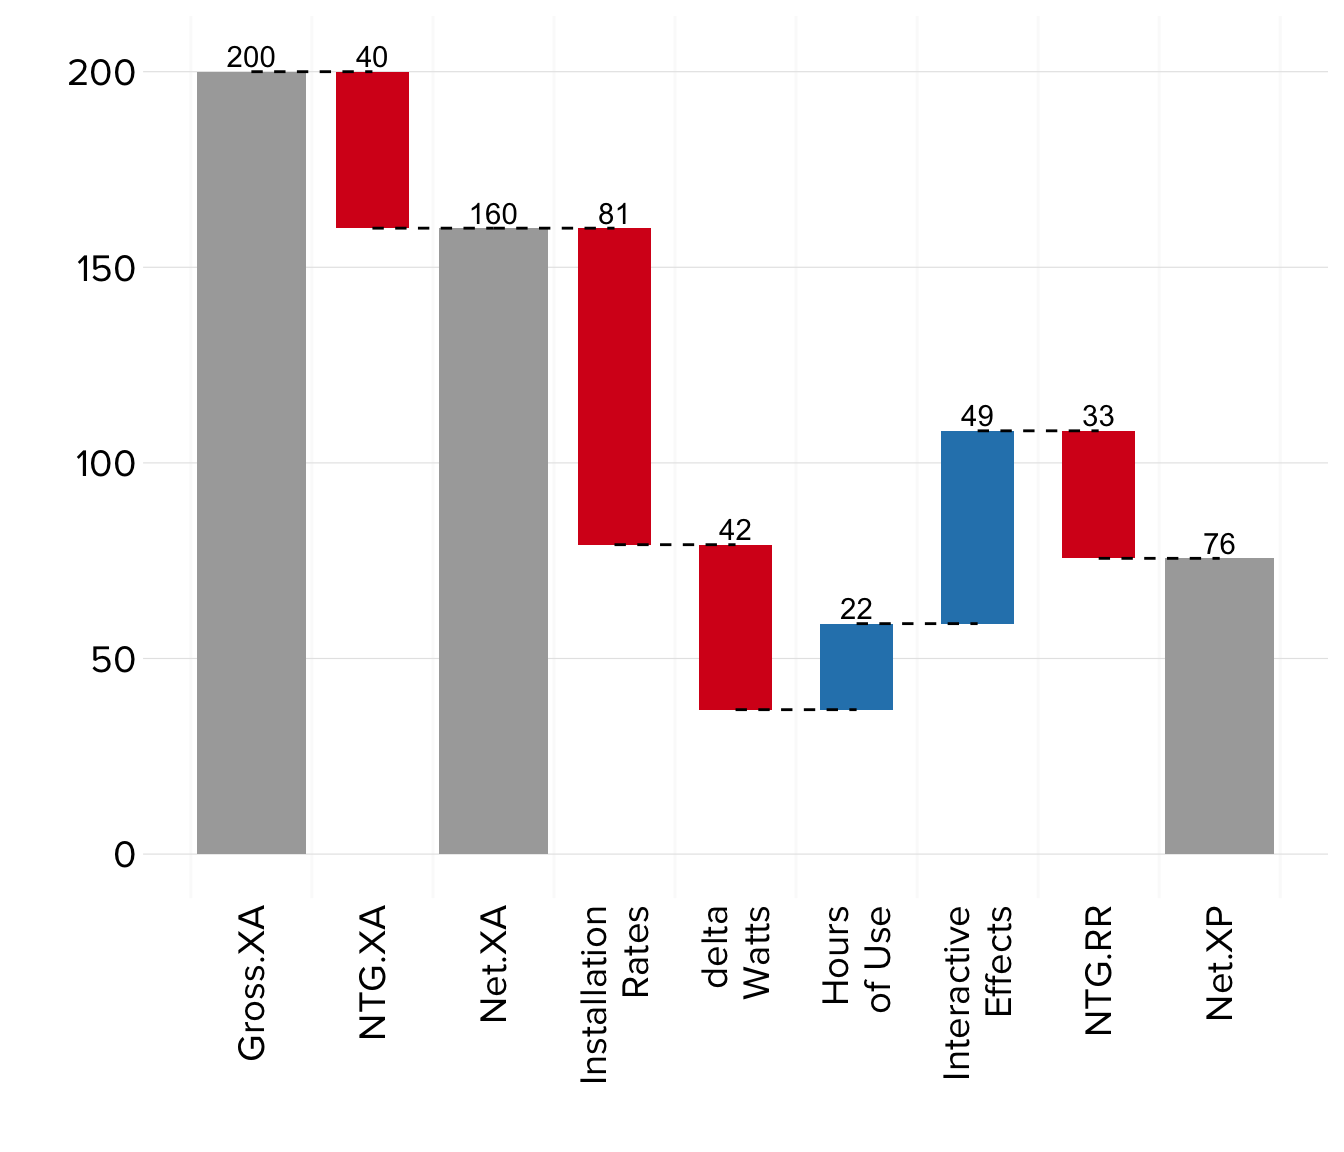 200
40
200
160
81
150
49
33
100
42
76
22
50
0
Gross.XA
NTG.XA
Net.XA
Installation
Rates
delta
Watts
Hours
of Use
Interactive
Effects
NTG.RR
Net.XP